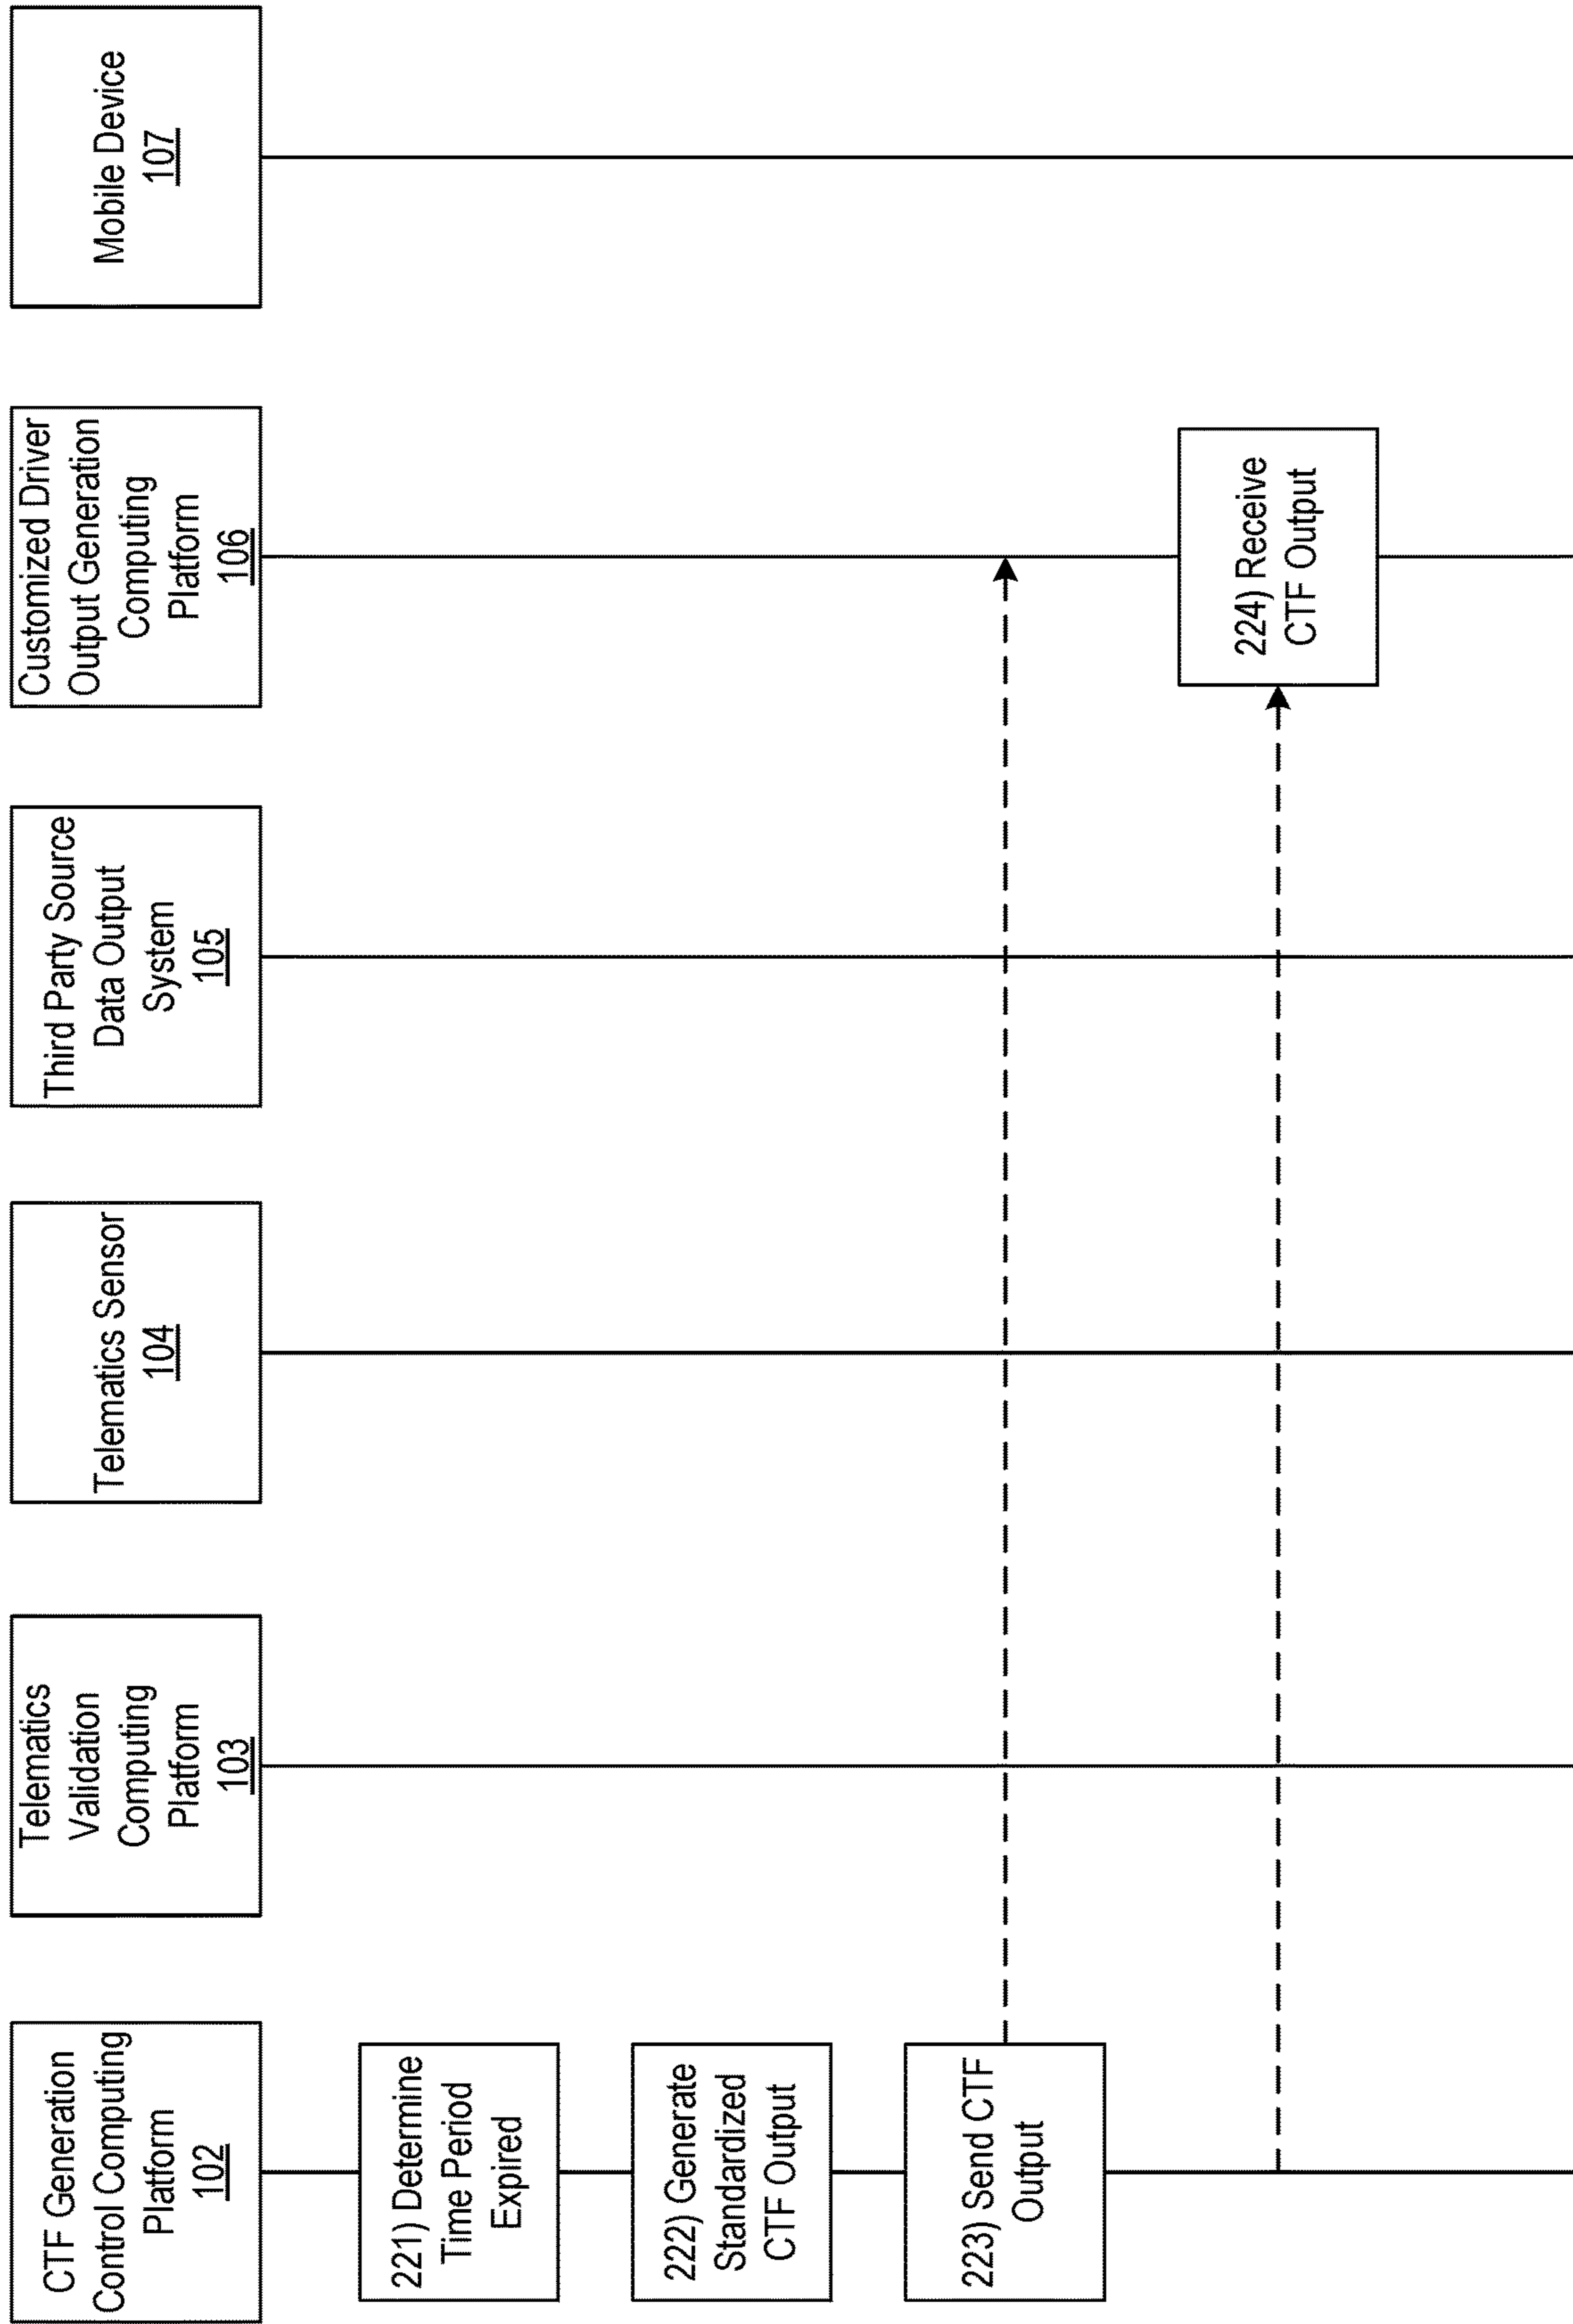 CTF Generation
Control Computing
Platform
102
Telematics
Validation
Computing
Platform
103
Telematics Sensor
104
Third Party Source
Data Output
System
105
Customized Driver
Output Generation
Computing
Platform
106
Mobile Device
107
221) Determine
Time Period
Expired
222) Generate
Standardized
CTF Output
223) Send CTF
Output
224) Receive
CTF Output